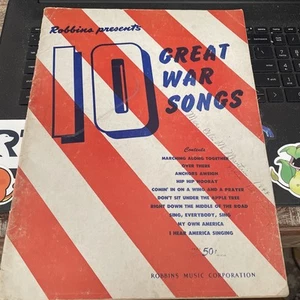 Robbins presents
10
GREAT
WAR
SONGS
Contents
MARCHING ALONG TOGETHER
OVER THERE
ANCHORS AWEIGH
HIP HIP HOORAY
COMIN' IN ON A WING AND A PRAYER
DON'T SIT UNDER THE APPLE TREE
RIGHT DOWN THE MIDDLE OF THE ROAD
SING, EVERYBODY, SING
MY OWN AMERICA
I HEAR AMERICA SINGING
50¢
ROBBINS MUSIC CORPORATION